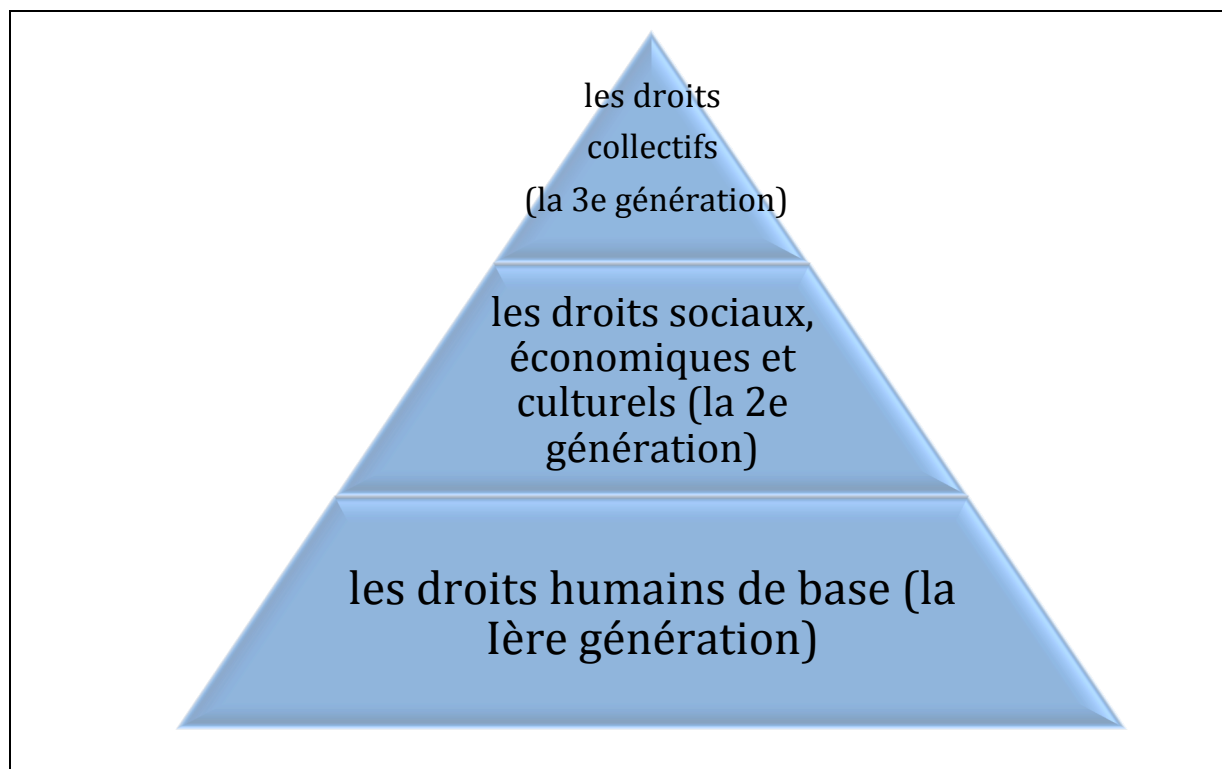 les droits
collectifs
(la 3e génération)
les droits sociaux,
économiques et
culturels (la 2e
génération)
les droits humains de base (la
Ière génération)